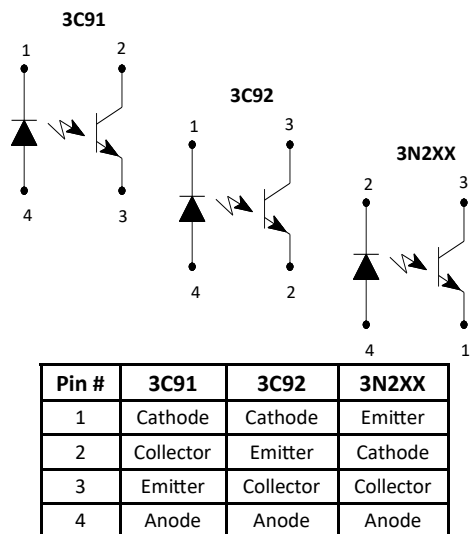 3C91
1 2
4 3
3C92
1 3
4 2
3N2XX
2 3
4 1
Pin # 3C91 3C92 3N2XX
1 Cathode Cathode Emitter
2 Collector Emitter Cathode
3 Emitter Collector Collector
4 Anode Anode Anode